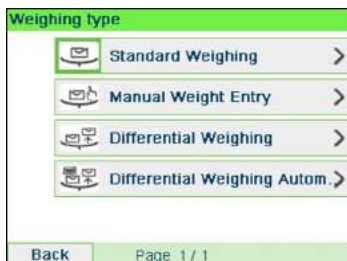 Weighing type
Standard Weighing
Manual Weight Entry
Differential Weighing
Differential Weighing Autom.
Back Page 1 / 1